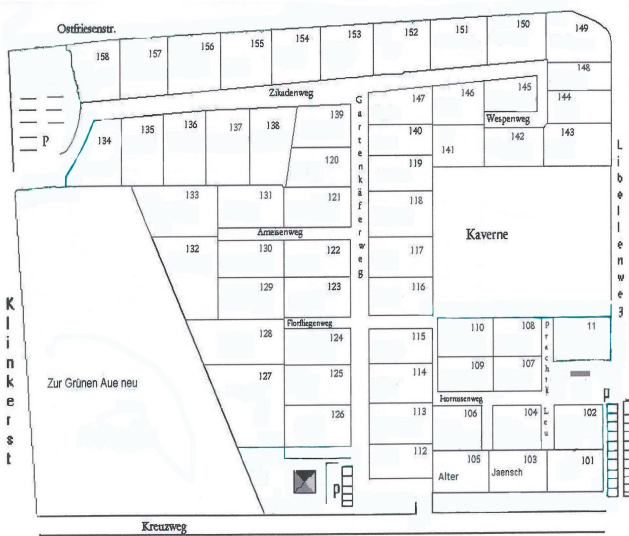 Ostfriesenstr.
158 157 156 155 154 153 152 151 150 149
148
Zikadenweg
147 146 145 144
Wespenweg
P
134 135 136 137 138 139
140 141 142 143
120 119
Gartenkäferweg
Libellenweg
133 131 121 118
Ameisenweg
Kaverne
132 130 122 117
129 123 116
Klinkerst
Florfliegenweg
128 124 115 110 108 11
127 125 114 109 107
Zur Grünen Aue neu
Hornissenweg
126 113 106 104 102
Leu
P
112 105 103 101
Alter Jaensch
P
Kreuzweg